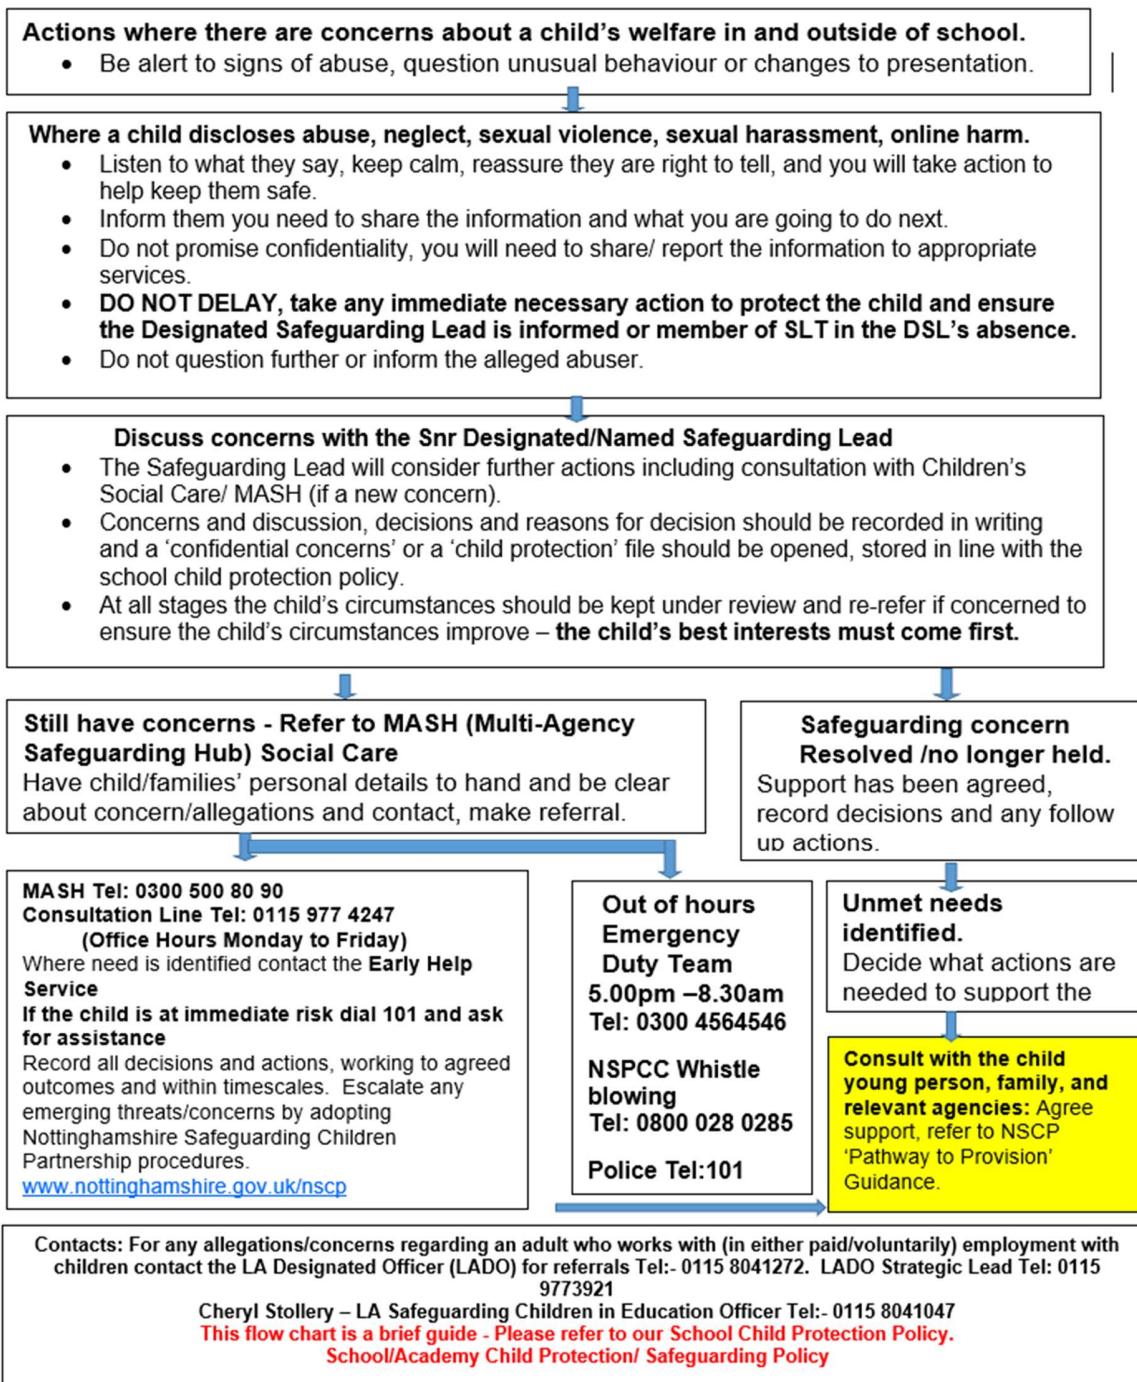 Actions where there are concerns about a child's welfare in and outside of school.
• Be alert to signs of abuse, question unusual behaviour or changes to presentation.
Where a child discloses abuse, neglect, sexual violence, sexual harassment, online harm.
• Listen to what they say, keep calm, reassure they are right to tell, and you will take action to
help keep them safe.
• Inform them you need to share the information and what you are going to do next.
• Do not promise confidentiality, you will need to share/ report the information to appropriate
services.
• DO NOT DELAY, take any immediate necessary action to protect the child and ensure
the Designated Safeguarding Lead is informed or member of SLT in the DSL's absence.
• Do not question further or inform the alleged abuser.
Discuss concerns with the Snr Designated/Named Safeguarding Lead
• The Safeguarding Lead will consider further actions including consultation with Children's
Social Care/ MASH (if a new concern).
• Concerns and discussion, decisions and reasons for decision should be recorded in writing
and a 'confidential concerns' or a 'child protection' file should be opened, stored in line with the
school child protection policy.
• At all stages the child's circumstances should be kept under review and re-refer if concerned to
ensure the child's circumstances improve – the child's best interests must come first.
Still have concerns - Refer to MASH (Multi-Agency
Safeguarding Hub) Social Care
Have child/families' personal details to hand and be clear
about concern/allegations and contact, make referral.
Safeguarding concern
Resolved /no longer held.
Support has been agreed,
record decisions and any follow
up actions.
MASH Tel: 0300 500 80 90
Consultation Line Tel: 0115 977 4247
(Office Hours Monday to Friday)
Where need is identified contact the Early Help
Service
If the child is at immediate risk dial 101 and ask
for assistance
Record all decisions and actions, working to agreed
outcomes and within timescales. Escalate any
emerging threats/concerns by adopting
Nottinghamshire Safeguarding Children
Partnership procedures.
www.nottinghamshire.gov.uk/nscp
Out of hours
Emergency
Duty Team
5.00pm –8.30am
Tel: 0300 4564546
NSPCC Whistle
blowing
Tel: 0800 028 0285
Police Tel:101
Unmet needs
identified.
Decide what actions are
needed to support the
Consult with the child
young person, family, and
relevant agencies: Agree
support, refer to NSCP
'Pathway to Provision'
Guidance.
Contacts: For any allegations/concerns regarding an adult who works with (in either paid/voluntarily) employment with
children contact the LA Designated Officer (LADO) for referrals Tel:- 0115 8041272. LADO Strategic Lead Tel: 0115
9773921
Cheryl Stollery – LA Safeguarding Children in Education Officer Tel:- 0115 8041047
This flow chart is a brief guide - Please refer to our School Child Protection Policy.
School/Academy Child Protection/ Safeguarding Policy